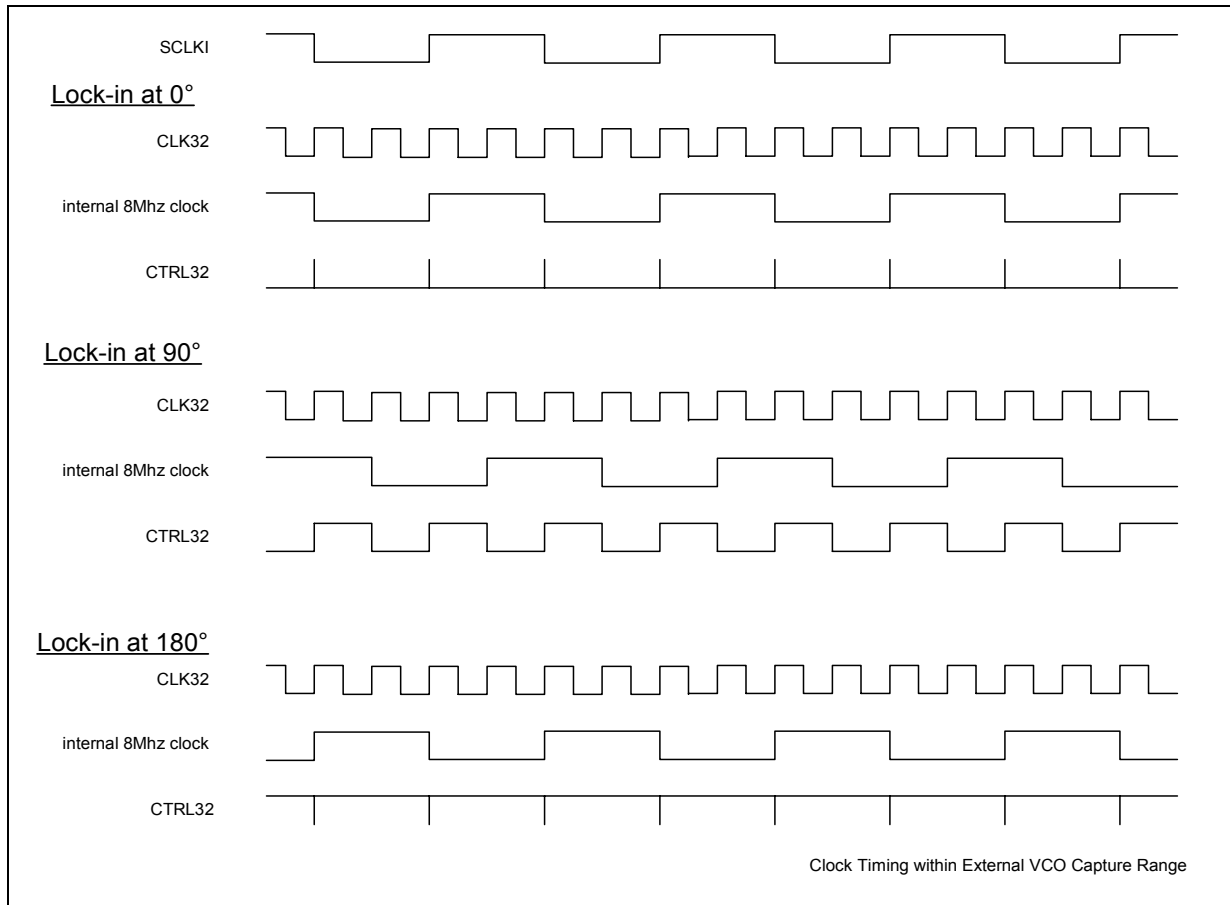 SCLKI
Lock-in at 0°
CLK32
internal 8Mhz clock
CTRL32
Lock-in at 90°
CLK32
internal 8Mhz clock
CTRL32
Lock-in at 180°
CLK32
internal 8Mhz clock
CTRL32
Clock Timing within External VCO Capture Range